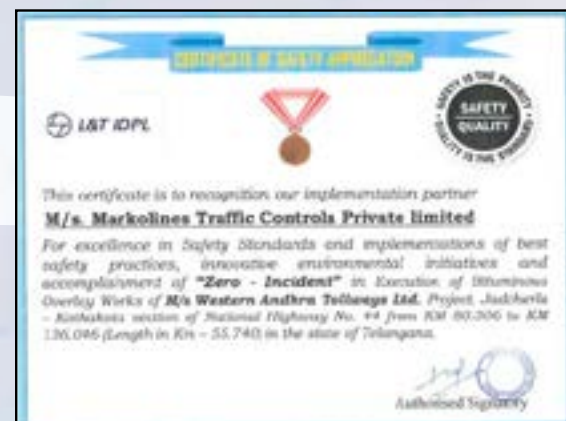 CERTIFICATE OF SAFETY APPRECIATION
L&T IDPL
SAFETY IS THE PRIORITY
SAFETY
QUALITY
QUALITY IS THE STANDARD
This certificate is to recognition our implementation partner
M/s. Markolines Traffic Controls Private limited
For excellence in Safety Standards and implementations of best
safety practices, innovative environmental initiatives and
accomplishment of "Zero - Incident" in Execution of Bituminous
Overlay Works of M/s Western Andhra Tollways Ltd. Project Jadcherla
- Kothakota section of National Highway No. 44 from KM 80.306 to KM
136.046 (Length in Km – 55.740) in the state of Telangana.
Authorised Signatory